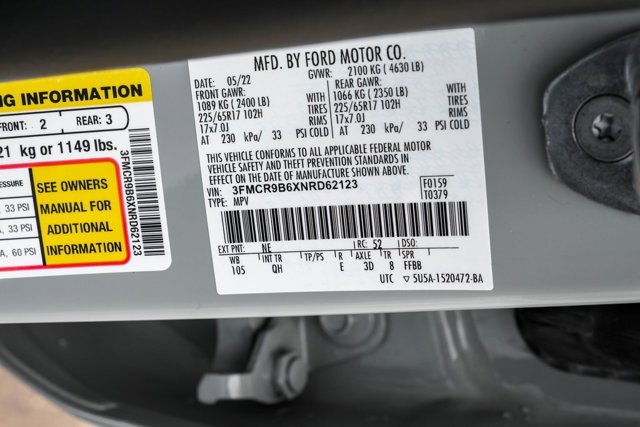 NG INFORMATION
FRONT: 2 REAR: 3
21 kg or 1149 lbs.
ESSURE
33 PSI
A, 33 PSI
A, 60 PSI
SEE OWNERS
MANUAL FOR
ADDITIONAL
INFORMATION
3FMCR9B6XNRD62123
MFD. BY FORD MOTOR CO.
DATE: 05/22 GVWR: 2100 KG ( 4630 LB)
FRONT GAWR: REAR GAWR:
1089 KG ( 2400 LB) WITH 1066 KG ( 2350 LB) WITH
225/65R17 102H TIRES 225/65R17 102H TIRES
17x7.0J RIMS 17x7.0J RIMS
AT 230 kPa/ 33 PSI COLD AT 230 kPa/ 33 PSI COLD
THIS VEHICLE CONFORMS TO ALL APPLICABLE FEDERAL MOTOR
VEHICLE SAFETY AND THEFT PREVENTION STANDARDS IN
EFFECT ON THE DATE OF MANUFACTURE SHOWN ABOVE.
VIN: 3FMCR9B6XNRD62123 F0159
TYPE: MPV T0379
EXT PNT: NE RC: 52 DSO:
WB INT TR TP/PS R AXLE TR SPR
105 QH E 3D 8 FFBB
UTC ▽ 5U5A-1520472-BA